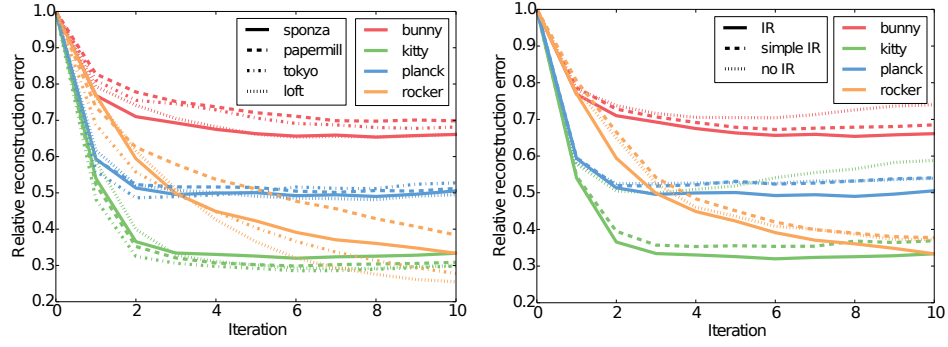 Relative reconstruction error
1.0
0.9
0.8
0.7
0.6
0.5
0.4
0.3
0.2
0
2
4
6
8
10
Iteration
sponza
papermill
tokyo
loft
bunny
kitty
planck
rocker
Relative reconstruction error
1.0
0.9
0.8
0.7
0.6
0.5
0.4
0.3
0.2
0
2
4
6
8
10
Iteration
IR
simple IR
no IR
bunny
kitty
planck
rocker